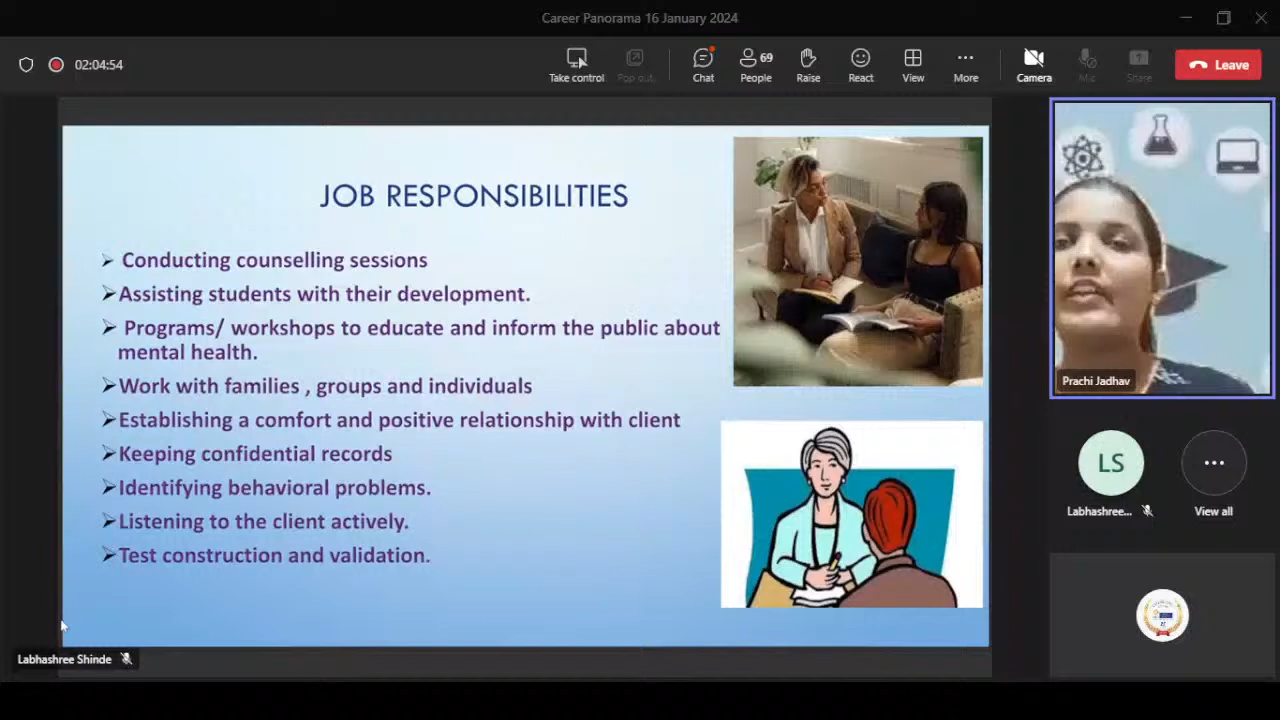 Career Panorama 16 January 2024
02:04:54
Take control
Pop out
Chat
69
People
Raise
React
View
More
Camera
Mic
Share
Leave
JOB RESPONSIBILITIES
➢ Conducting counselling sessions
➢Assisting students with their development.
➢ Programs/ workshops to educate and inform the public about
mental health.
➢Work with families , groups and individuals
➢Establishing a comfort and positive relationship with client
➢Keeping confidential records
➢Identifying behavioral problems.
➢Listening to the client actively.
➢Test construction and validation.
Prachi Jadhav
LS
Labhashree...
View all
Labhashree Shinde